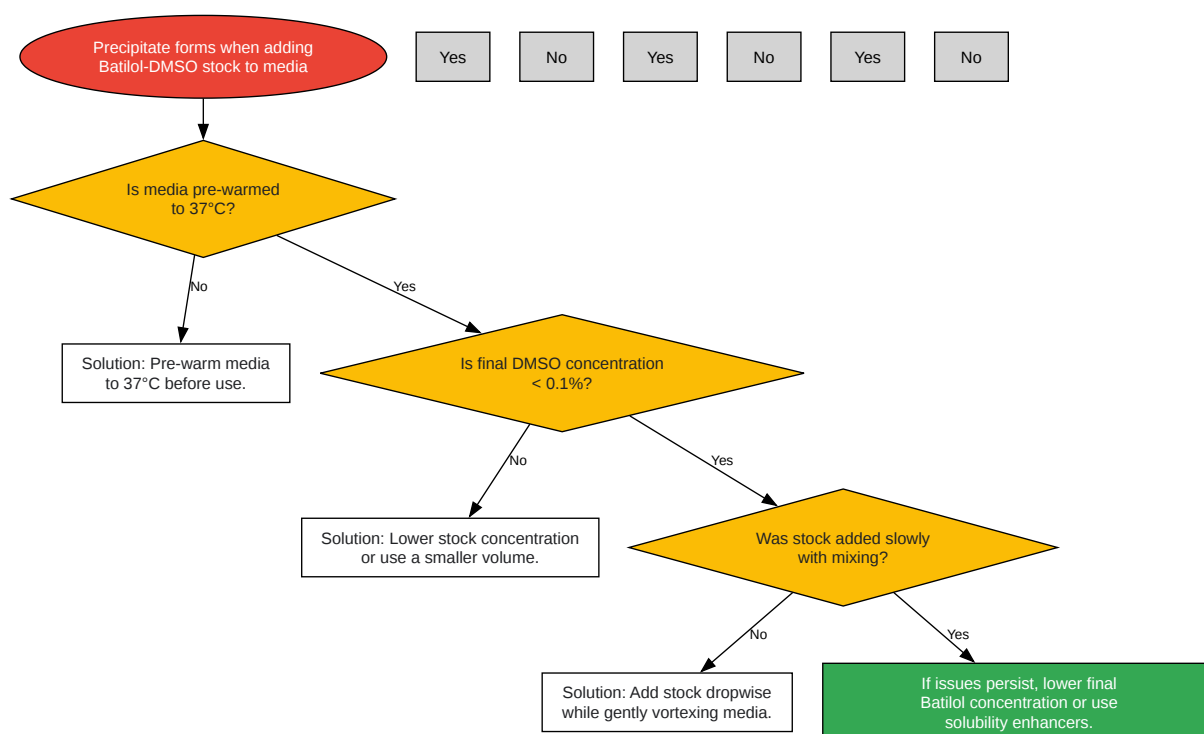 Precipitate forms when adding
Batilol-DMSO stock to media
Yes
No
Yes
No
Yes
No
Is media pre-warmed
to 37°C?
No
Yes
Solution: Pre-warm media
to 37°C before use.
Is final DMSO concentration
< 0.1%?
No
Yes
Solution: Lower stock concentration
or use a smaller volume.
Was stock added slowly
with mixing?
No
Yes
Solution: Add stock dropwise
while gently vortexing media.
If issues persist, lower final
Batilol concentration or use
solubility enhancers.